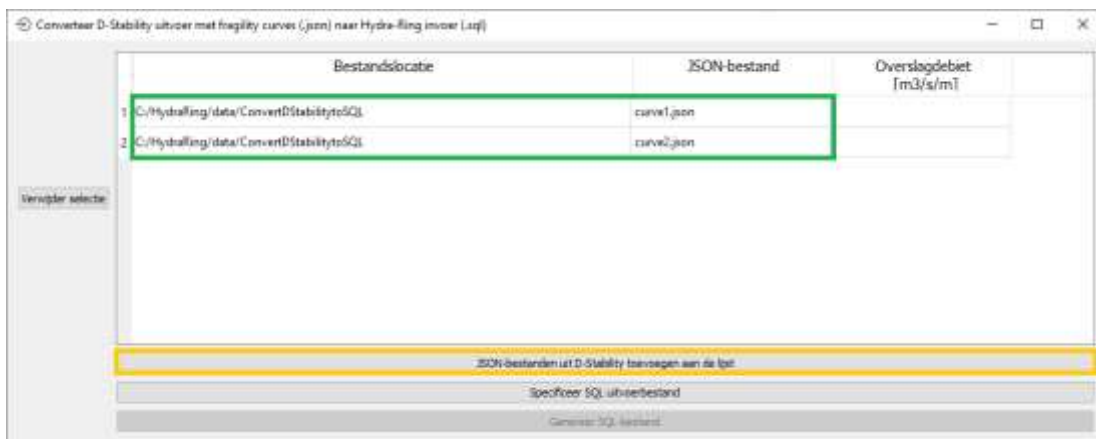 Converteer D-Stability uitvoer met fragility curves (.json) naar Hydra-Ring invoer (.sql)
Bestandslocatie JSON-bestand Overslagdebiet
[m3/s/m]
1 C:/HydraRing/data/ConvertDStabilitytoSQL curve1.json
2 C:/HydraRing/data/ConvertDStabilitytoSQL curve2.json
Verwijder selectie
JSON-bestanden uit D-Stability toevoegen aan de lijst
Specificeer SQL uitvoerbestand
Genereer SQL bestand